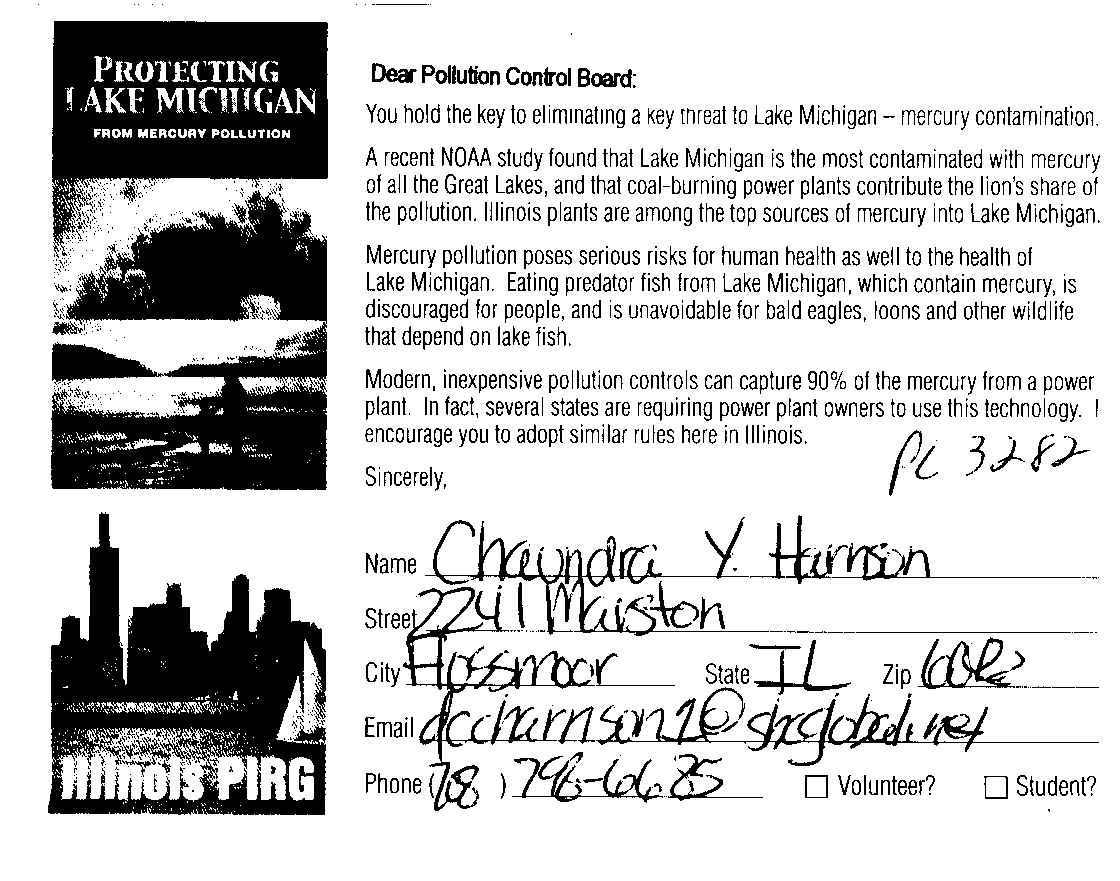 PROTECTING
LAKE MICHIGAN
FROM MERCURY POLLUTION
Dear Pollution Control Board:
You hold the key to eliminating a key threat to Lake Michigan – mercury contamination.
A recent NOAA study found that Lake Michigan is the most contaminated with mercury
of all the Great Lakes, and that coal-burning power plants contribute the lion's share of
the pollution. Illinois plants are among the top sources of mercury into Lake Michigan.
Mercury pollution poses serious risks for human health as well to the health of
Lake Michigan. Eating predator fish from Lake Michigan, which contain mercury, is
discouraged for people, and is unavoidable for bald eagles, loons and other wildlife
that depend on lake fish.
Modern, inexpensive pollution controls can capture 90% of the mercury from a power
plant. In fact, several states are requiring power plant owners to use this technology. I
encourage you to adopt similar rules here in Illinois.
PC 3282
Sincerely,
Name Chaundra Y. Harrison
Street 2241 Marston
City Flossmoor State IL Zip
Email dccharrison1@sbcglobal.net
Phone (708) 798-6685
Volunteer? Student?
Illinois PIRG